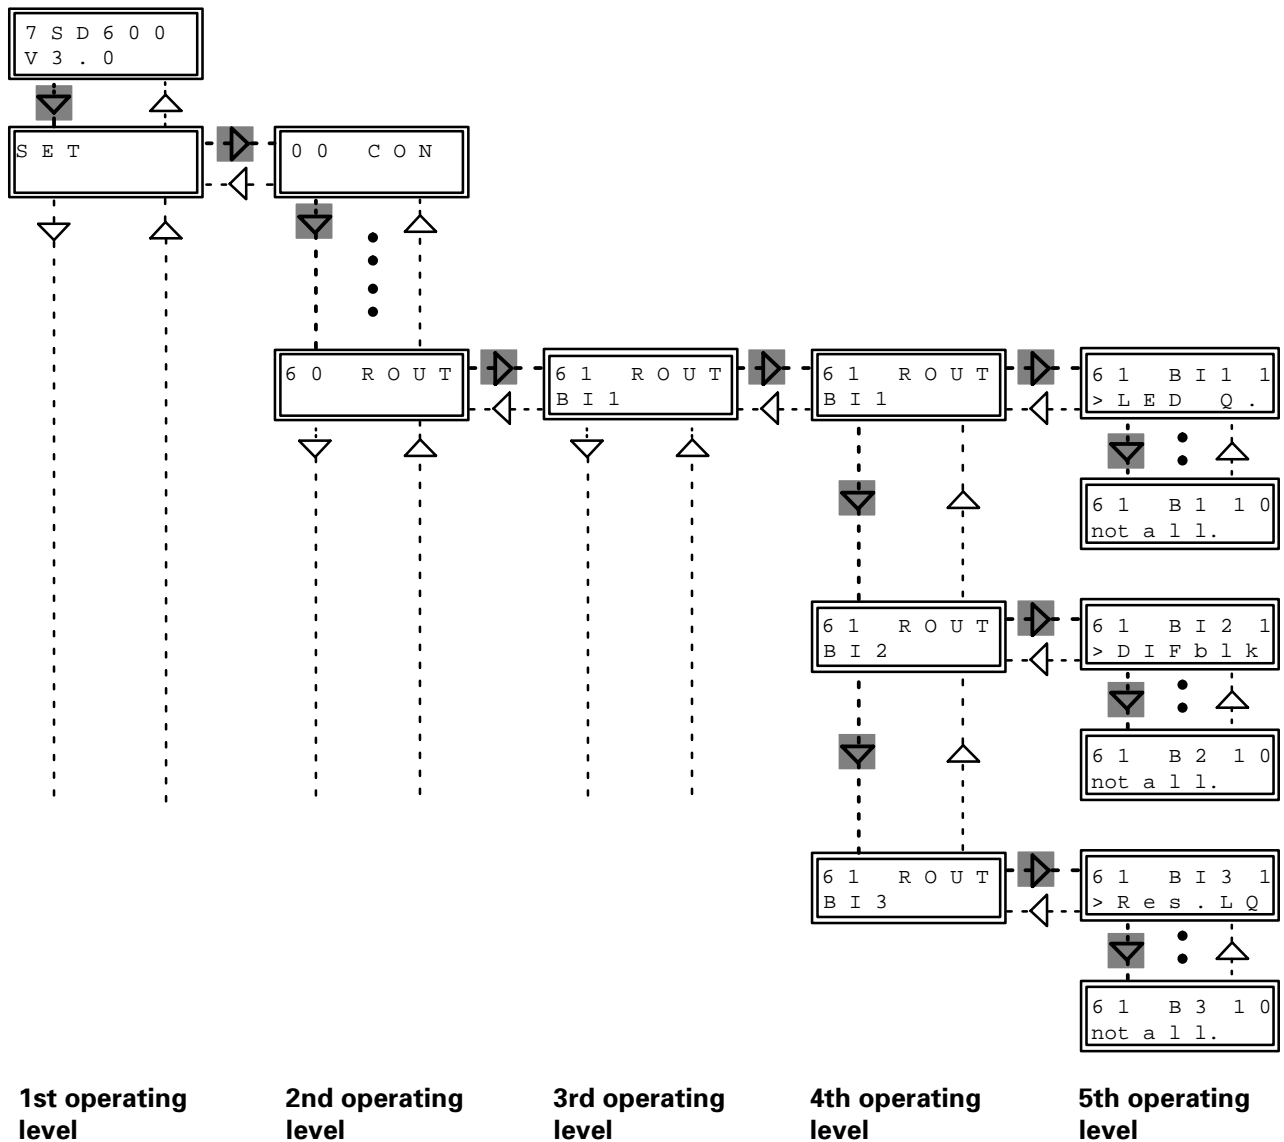 7SD600
V3.0
SET
00 CON
60 ROUT
61 ROUT
BI1
61 ROUT
BI1
61 BI1 1
>LED Q.
61 B1 10
not all.
61 ROUT
BI2
61 BI2 1
>DIFblk
61 B2 10
not all.
61 ROUT
BI3
61 BI3 1
>Res.LQ
61 B3 10
not all.
1st operating
level
2nd operating
level
3rd operating
level
4th operating
level
5th operating
level